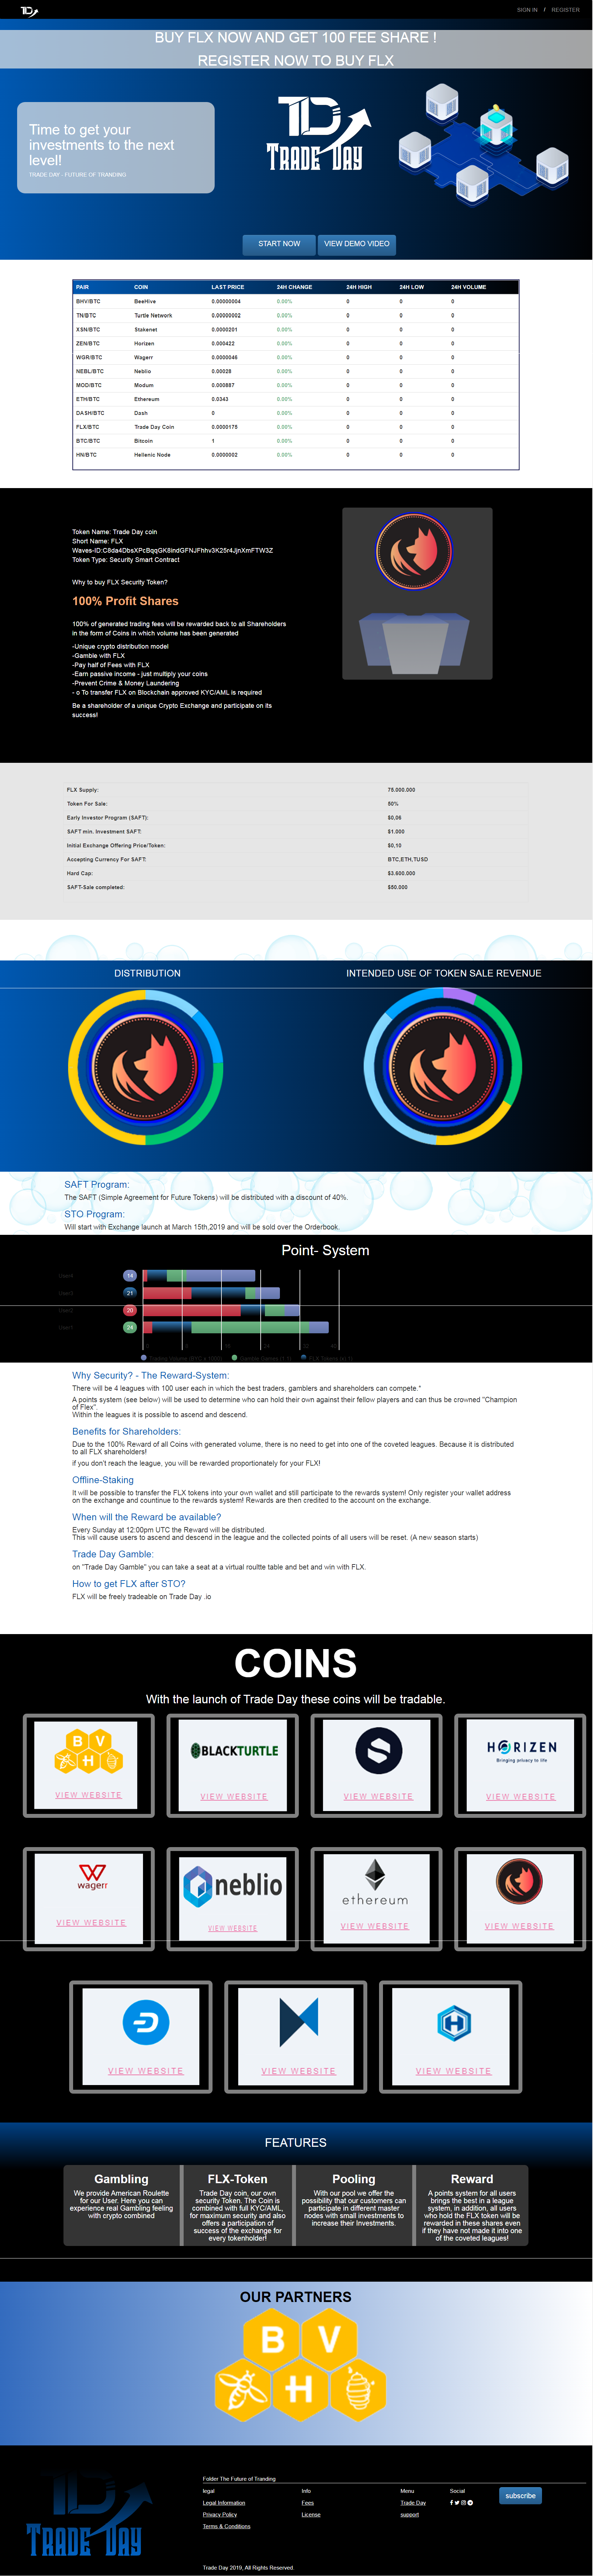 TD
SIGN IN / REGISTER
BUY FLX NOW AND GET 100 FEE SHARE !
REGISTER NOW TO BUY FLX
Time to get your
investments to the next
level!
TRADE DAY - FUTURE OF TRANDING
TD
TRADE DAY
START NOW
VIEW DEMO VIDEO
PAIR COIN LAST PRICE 24H CHANGE 24H HIGH 24H LOW 24H VOLUME
BHV/BTC BeeHive 0.00000004 0.00% 0 0 0
TN/BTC Turtle Network 0.00000002 0.00% 0 0 0
XSN/BTC Stakenet 0.0000201 0.00% 0 0 0
ZEN/BTC Horizen 0.000422 0.00% 0 0 0
WGR/BTC Wagerr 0.0000046 0.00% 0 0 0
NEBL/BTC Neblio 0.00028 0.00% 0 0 0
MOD/BTC Modum 0.000887 0.00% 0 0 0
ETH/BTC Ethereum 0.0343 0.00% 0 0 0
DASH/BTC Dash 0 0.00% 0 0 0
FLX/BTC Trade Day Coin 0.0000175 0.00% 0 0 0
BTC/BTC Bitcoin 1 0.00% 0 0 0
HN/BTC Hellenic Node 0.0000002 0.00% 0 0 0
Token Name: Trade Day coin
Short Name: FLX
Waves-ID:C8da4DbsXPcBqqGK8indGFNJFhhv3K25r4JjnXmFTW3Z
Token Type: Security Smart Contract
Why to buy FLX Security Token?
100% Profit Shares
100% of generated trading fees will be rewarded back to all Shareholders
in the form of Coins in which volume has been generated
-Unique crypto distribution model
-Gamble with FLX
-Pay half of Fees with FLX
-Earn passive income - just multiply your coins
-Prevent Crime & Money Laundering
- o To transfer FLX on Blockchain approved KYC/AML is required
Be a shareholder of a unique Crypto Exchange and participate on its
success!
FLX Supply: 75.000.000
Token For Sale: 60%
Early Investor Program (SAFT): $0,06
SAFT min. Investment SAFT: $1.000
Initial Exchange Offering Price/Token: $0,10
Accepting Currency For SAFT: BTC,ETH,TUSD
Hard Cap: $3.600.000
SAFT-Sale completed: $50.000
DISTRIBUTION
INTENDED USE OF TOKEN SALE REVENUE
SAFT Program:
The SAFT (Simple Agreement for Future Tokens) will be distributed with a discount of 40%.
STO Program:
Will start with Exchange launch at March 15th,2019 and will be sold over the Orderbook.
Point- System
User4 14
User3 21
User2 20
User1 24
Why Security? - The Reward-System:
There will be 4 leagues with 100 user each in which the best traders, gamblers and shareholders can compete.*
A points system (see below) will be used to determine who can hold their own against their fellow players and can thus be crowned "Champion
of Flex".
Within the leagues it is possible to ascend and descend.
Benefits for Shareholders:
Due to the 100% Reward of all Coins with generated volume, there is no need to get into one of the coveted leagues. Because it is distributed
to all FLX shareholders!
if you don't reach the league, you will be rewarded proportionately for your FLX!
Offline-Staking
It will be possible to transfer the FLX tokens into your own wallet and still participate to the rewards system! Only register your wallet address
on the exchange and continue to the rewards system! Rewards are then credited to the account on the exchange.
When will the Reward be available?
Every Sunday at 12:00pm UTC the Reward will be distributed.
This will cause users to ascend and descend in the league and the collected points of all users will be reset. (A new season starts)
Trade Day Gamble:
on "Trade Day Gamble" you can take a seat at a virtual roultte table and bet and win with FLX.
How to get FLX after STO?
FLX will be freely tradeable on Trade Day .io
COINS
With the launch of Trade Day these coins will be tradable.
B V
H
VIEW WEBSITE
BLACKTURTLE
VIEW WEBSITE
VIEW WEBSITE
HORIZEN
Bringing privacy to life
VIEW WEBSITE
wagerr
VIEW WEBSITE
neblio
VIEW WEBSITE
ethereum
VIEW WEBSITE
VIEW WEBSITE
VIEW WEBSITE
VIEW WEBSITE
VIEW WEBSITE
FEATURES
Gambling
We provide American Roulette
for our User. Here you can
experience real Gambling feeling
with crypto combined
FLX-Token
Trade Day coin, our own
security Token. The Coin is
combined with full KYC/AML,
for maximum security and also
offers a participation of
success of the exchange for
every tokenholder!
Pooling
With our pool we offer the
possibility that our customers can
participate in different master
nodes with small investments to
increase their Investments.
Reward
A points system for all users
brings the best in a league
system, in addition, all users
who hold the FLX token will be
rewarded in these shares even
if they have not made it into one
of the coveted leagues!
OUR PARTNERS
B V
H
TD
TRADE DAY
Folder The Future of Tranding
legal
Legal Information
Privacy Policy
Terms & Conditions
Info
Fees
License
Menu
Trade Day
support
Social
subscribe
Trade Day 2019, All Rights Reserved.